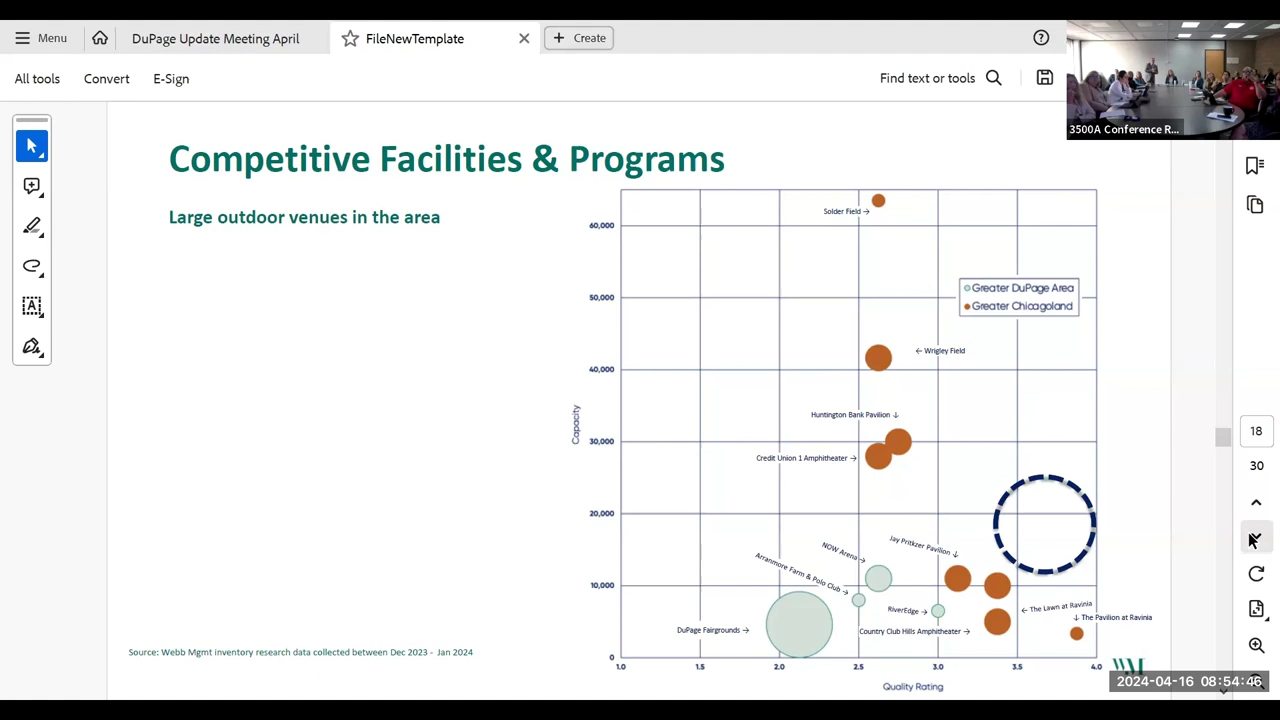 Menu
DuPage Update Meeting April
FileNewTemplate
Create
All tools
Convert
E-Sign
Find text or tools
3500A Conference R...
Competitive Facilities & Programs
Large outdoor venues in the area
Solder Field →
60,000
Greater DuPage Area
Greater Chicagoland
50,000
← Wrigley Field
40,000
Huntington Bank Pavilion ↓
Capacity
30,000
Credit Union 1 Amphitheater →
20,000
Jay Pritkzer Pavilion ↓
NOW Arena →
Arranmore Farm & Polo Club →
10,000
RiverEdge →
← The Lawn at Ravinia
↓ The Pavilion at Ravinia
DuPage Fairgrounds →
Country Club Hills Amphitheater →
0
1.0 1.5 2.0 2.5 3.0 3.5 4.0
Quality Rating
Source: Webb Mgmt inventory research data collected between Dec 2023 - Jan 2024
WM
18
30
2024-04-16 08:54:46